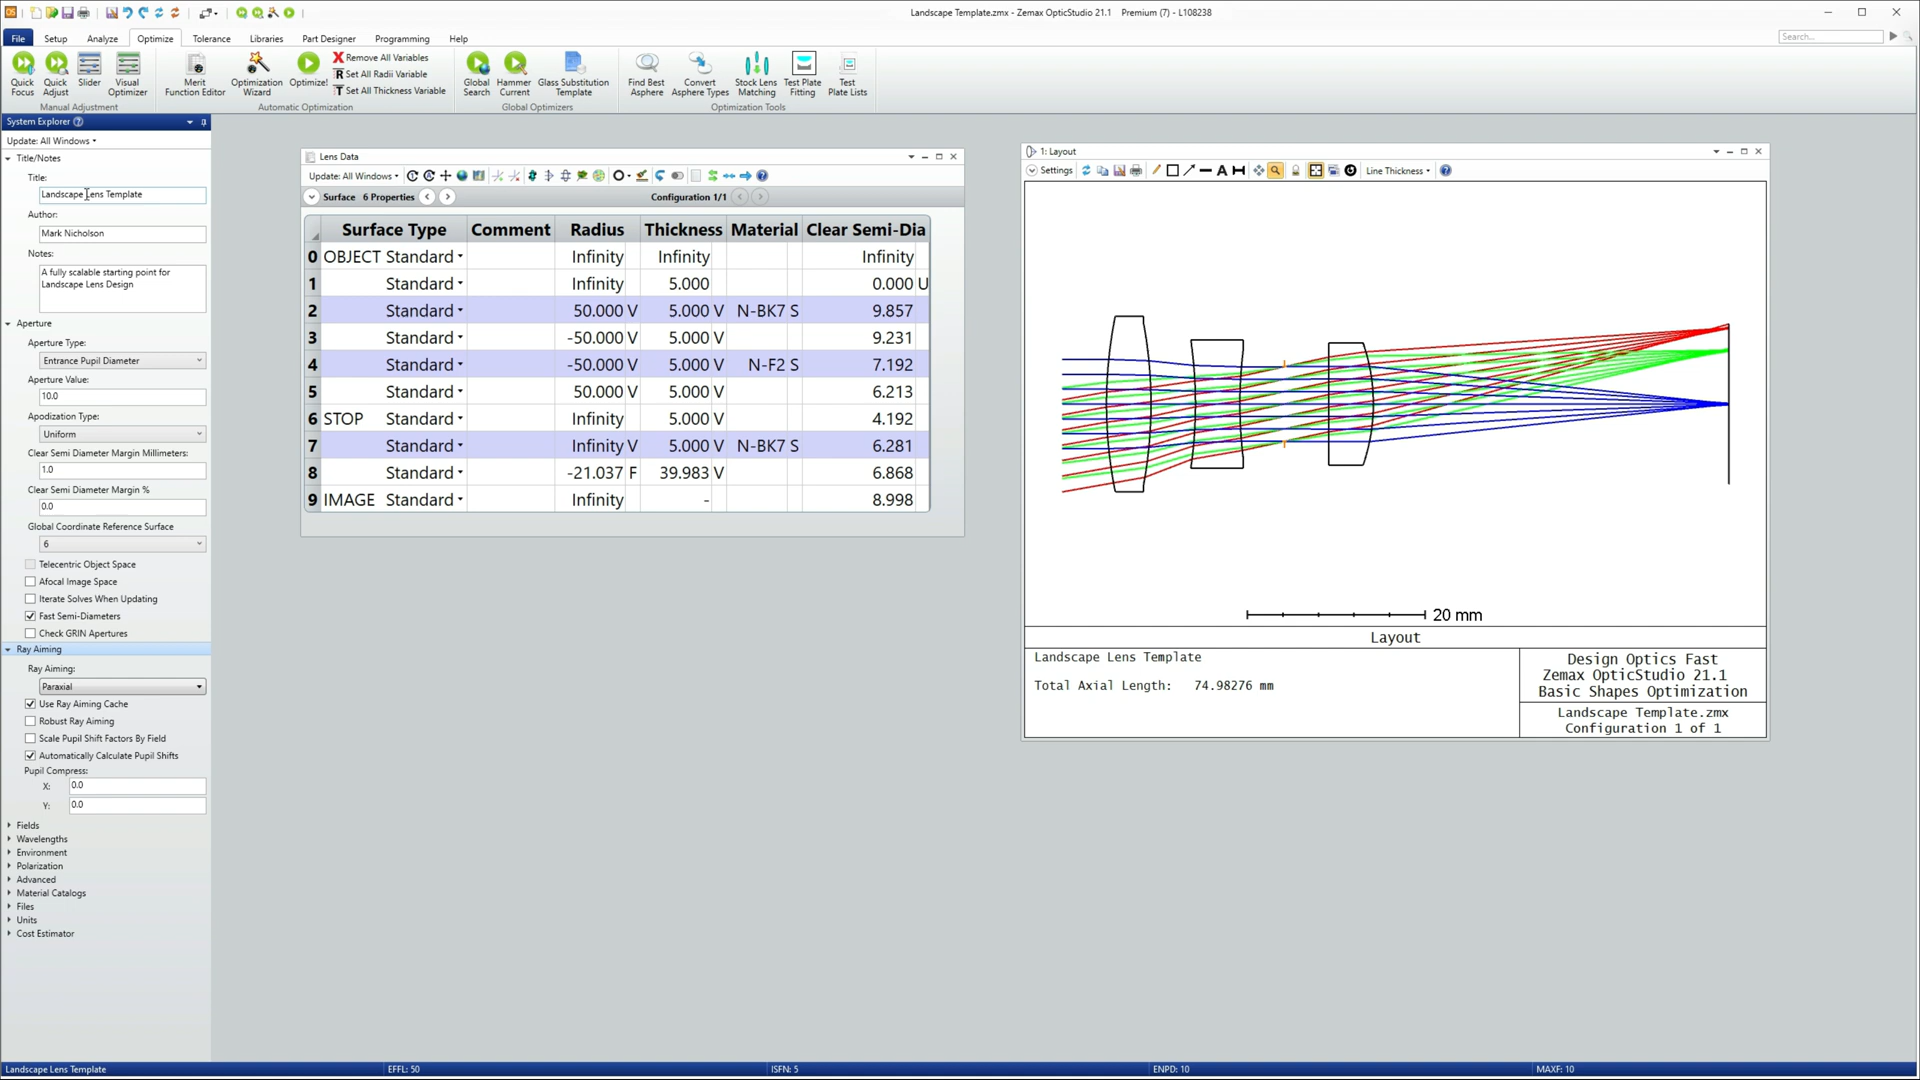 Landscape Template.zmx - Zemax OpticStudio 21.1 Premium (7) - L108238
File Setup Analyze Optimize Tolerance Libraries Part Designer Programming Help
Search...
Quick Focus
Quick Adjust
Slider
Visual Optimizer
Manual Adjustment
Merit Function Editor
Optimization Wizard
Optimize!
Remove All Variables
Set All Radii Variable
Set All Thickness Variable
Automatic Optimization
Global Search
Hammer Current
Glass Substitution Template
Global Optimizers
Find Best Asphere
Convert Asphere Types
Stock Lens Matching
Test Plate Fitting
Test Plate Lists
Optimization Tools
System Explorer
Update: All Windows
Title/Notes
Title:
Landscape Lens Template
Author:
Mark Nicholson
Notes:
A fully scalable starting point for
Landscape Lens Design
Aperture
Aperture Type:
Entrance Pupil Diameter
Aperture Value:
10.0
Apodization Type:
Uniform
Clear Semi Diameter Margin Millimeters:
1.0
Clear Semi Diameter Margin %
0.0
Global Coordinate Reference Surface
6
Telecentric Object Space
Afocal Image Space
Iterate Solves When Updating
Fast Semi-Diameters
Check GRIN Apertures
Ray Aiming
Ray Aiming:
Paraxial
Use Ray Aiming Cache
Robust Ray Aiming
Scale Pupil Shift Factors By Field
Automatically Calculate Pupil Shifts
Pupil Compress:
X: 0.0
Y: 0.0
Fields
Wavelengths
Environment
Polarization
Advanced
Material Catalogs
Files
Units
Cost Estimator
Lens Data
Update: All Windows
Surface 6 Properties Configuration 1/1
Surface Type Comment Radius Thickness Material Clear Semi-Dia
0 OBJECT Standard Infinity Infinity Infinity
1 Standard Infinity 5.000 0.000 U
2 Standard 50.000 V 5.000 V N-BK7 S 9.857
3 Standard -50.000 V 5.000 V 9.231
4 Standard -50.000 V 5.000 V N-F2 S 7.192
5 Standard 50.000 V 5.000 V 6.213
6 STOP Standard Infinity 5.000 V 4.192
7 Standard Infinity V 5.000 V N-BK7 S 6.281
8 Standard -21.037 F 39.983 V 6.868
9 IMAGE Standard Infinity - 8.998
1: Layout
Settings
Line Thickness
20 mm
Layout
Landscape Lens Template
Total Axial Length: 74.98276 mm
Design Optics Fast
Zemax OpticStudio 21.1
Basic Shapes Optimization
Landscape Template.zmx
Configuration 1 of 1
Landscape Lens Template EFFL: 50 ISFN: 5 ENPD: 10 MAXF: 10